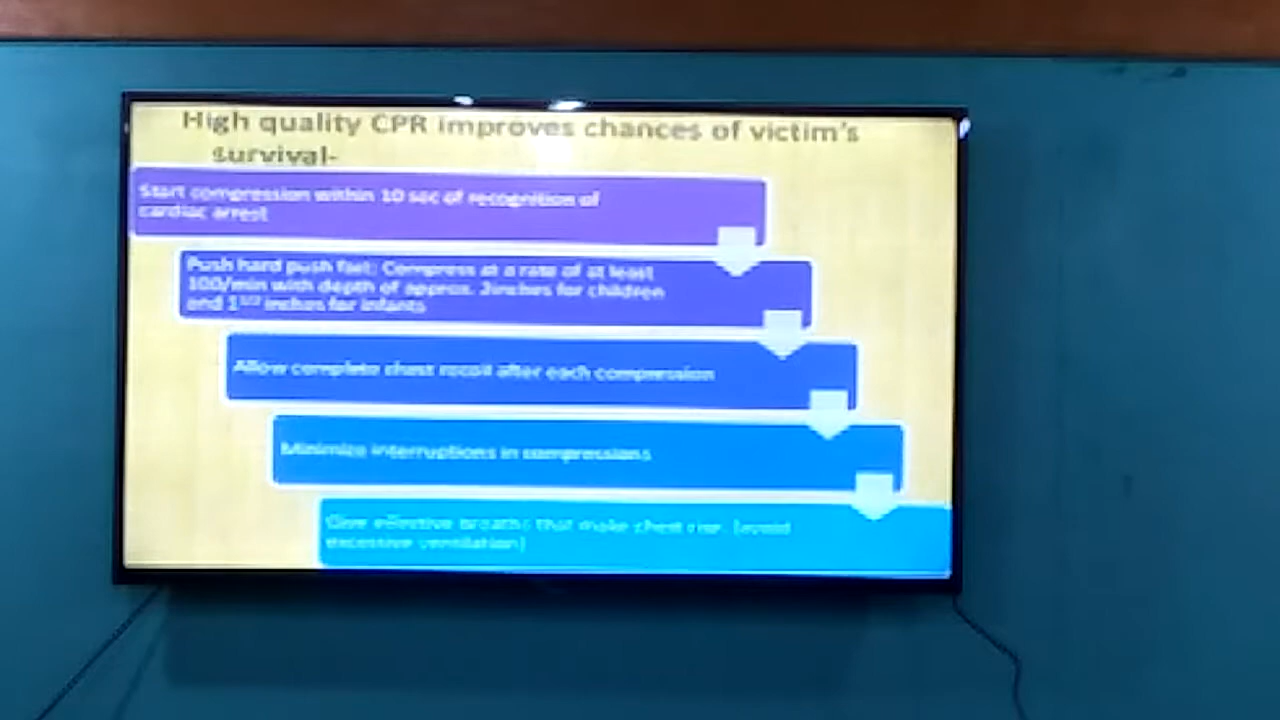 High quality CPR improves chances of victim's
survival-
Start compression within 10 sec of recognition of
cardiac arrest
Push hard push fast: Compress at a rate of at least
100/min with depth of approx. 2inches for children
and 1¹/² inches for infants
Allow complete chest recoil after each compression
Minimize interruptions in compressions
Give effective breaths that make chest rise. (avoid
excessive ventilation)